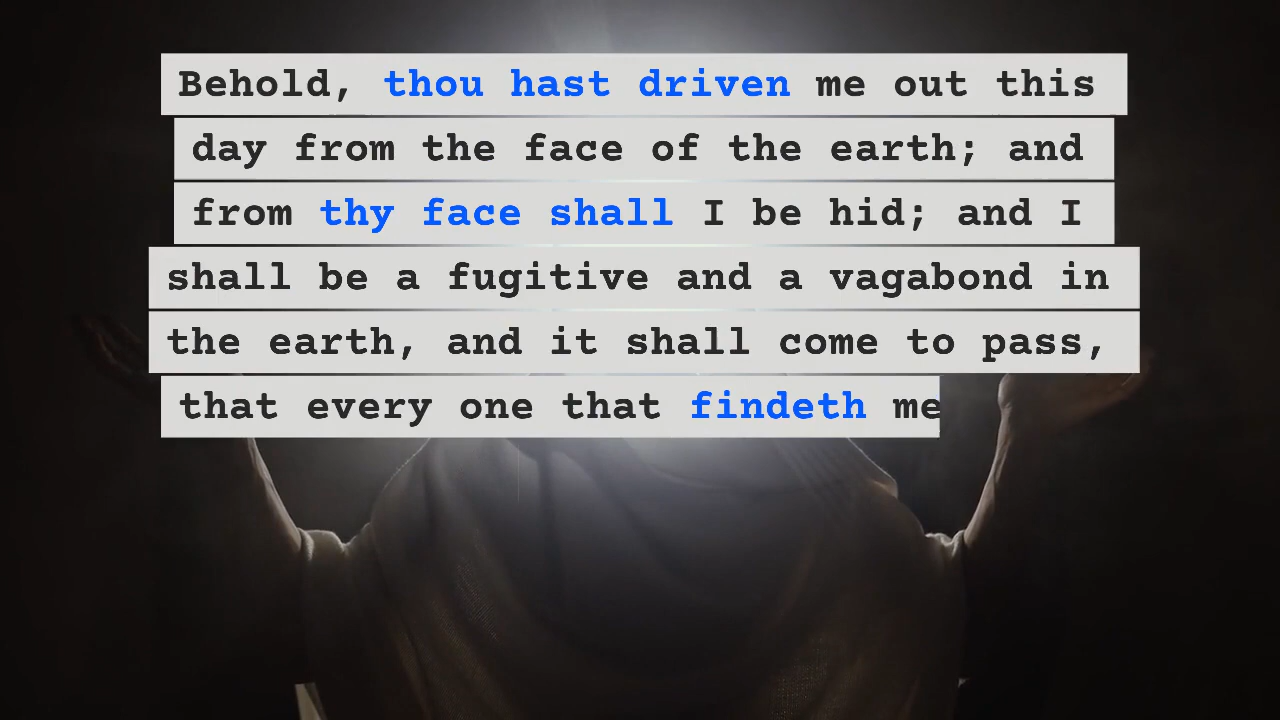 Behold, thou hast driven me out this
day from the face of the earth; and
from thy face shall I be hid; and I
shall be a fugitive and a vagabond in
the earth, and it shall come to pass,
that every one that findeth me